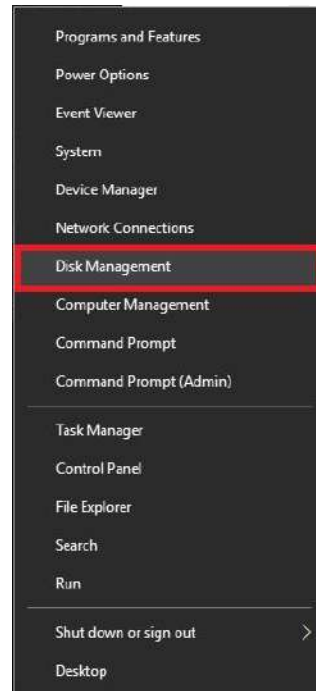 Programs and Features
Power Options
Event Viewer
System
Device Manager
Network Connections
Disk Management
Computer Management
Command Prompt
Command Prompt (Admin)
Task Manager
Control Panel
File Explorer
Search
Run
Shut down or sign out
Desktop